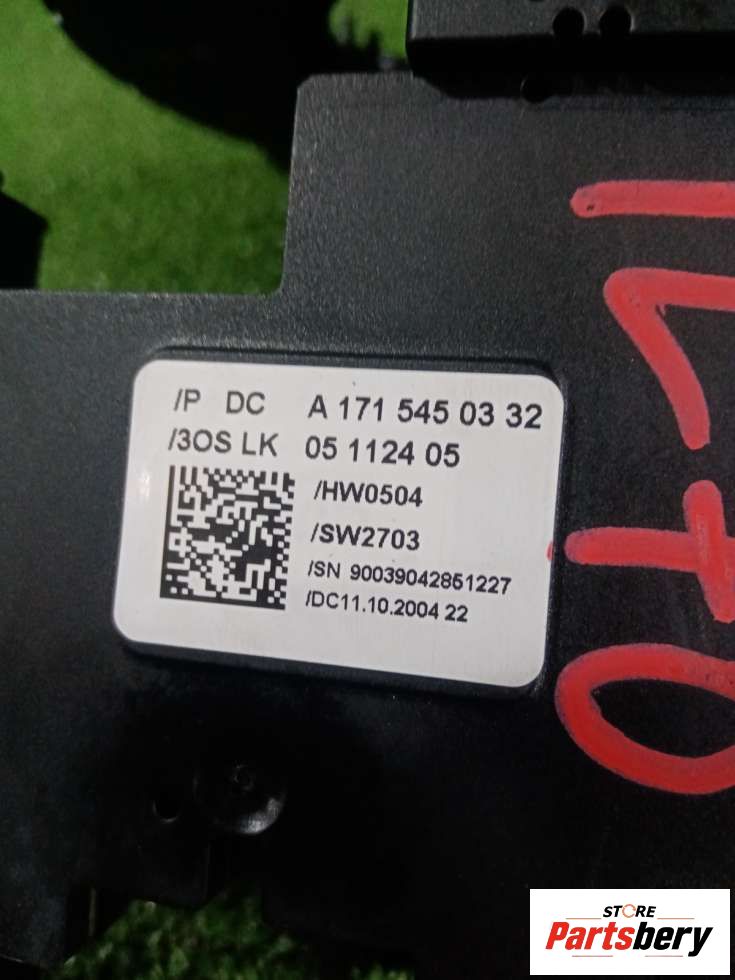 /P DC A 171 545 03 32
/3OS LK 05 1124 05
/HW0504
/SW2703
/SN 90039042851227
/DC11.10.2004 22
STORE
Partsbery